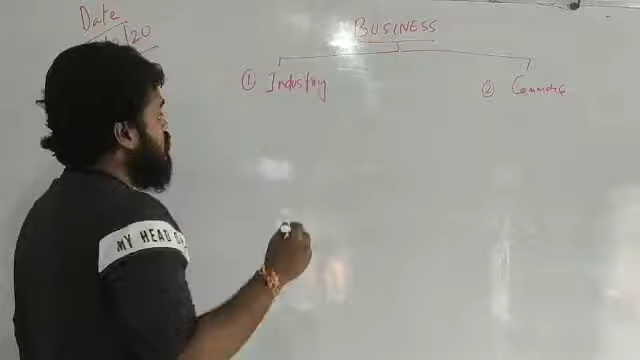 Date
BUSINESS
① Industry
② Commerce
MY HEAD